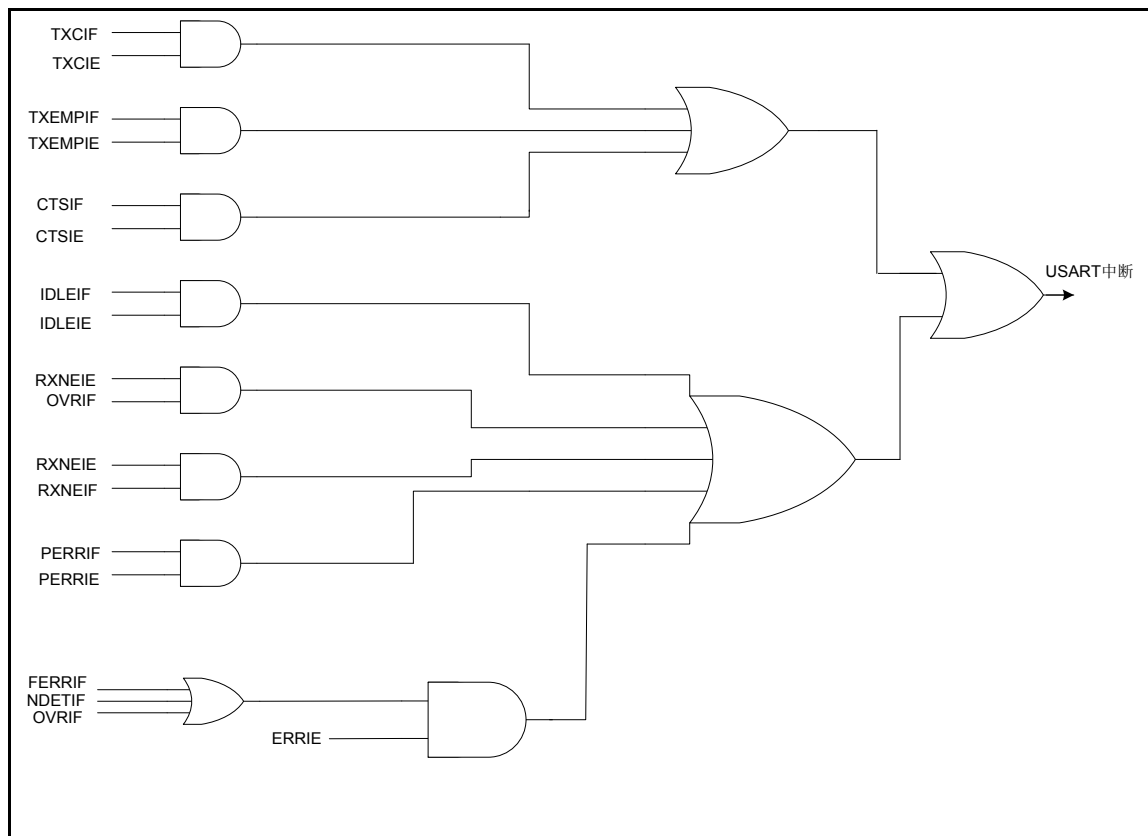 TXCIF
TXCIE
TXEMPIF
TXEMPIE
CTSIF
CTSIE
IDLEIF
IDLEIE
RXNEIE
OVRIF
RXNEIE
RXNEIF
PERRIF
PERRIE
FERRIF
NDETIF
OVRIF
ERRIE
USART中断